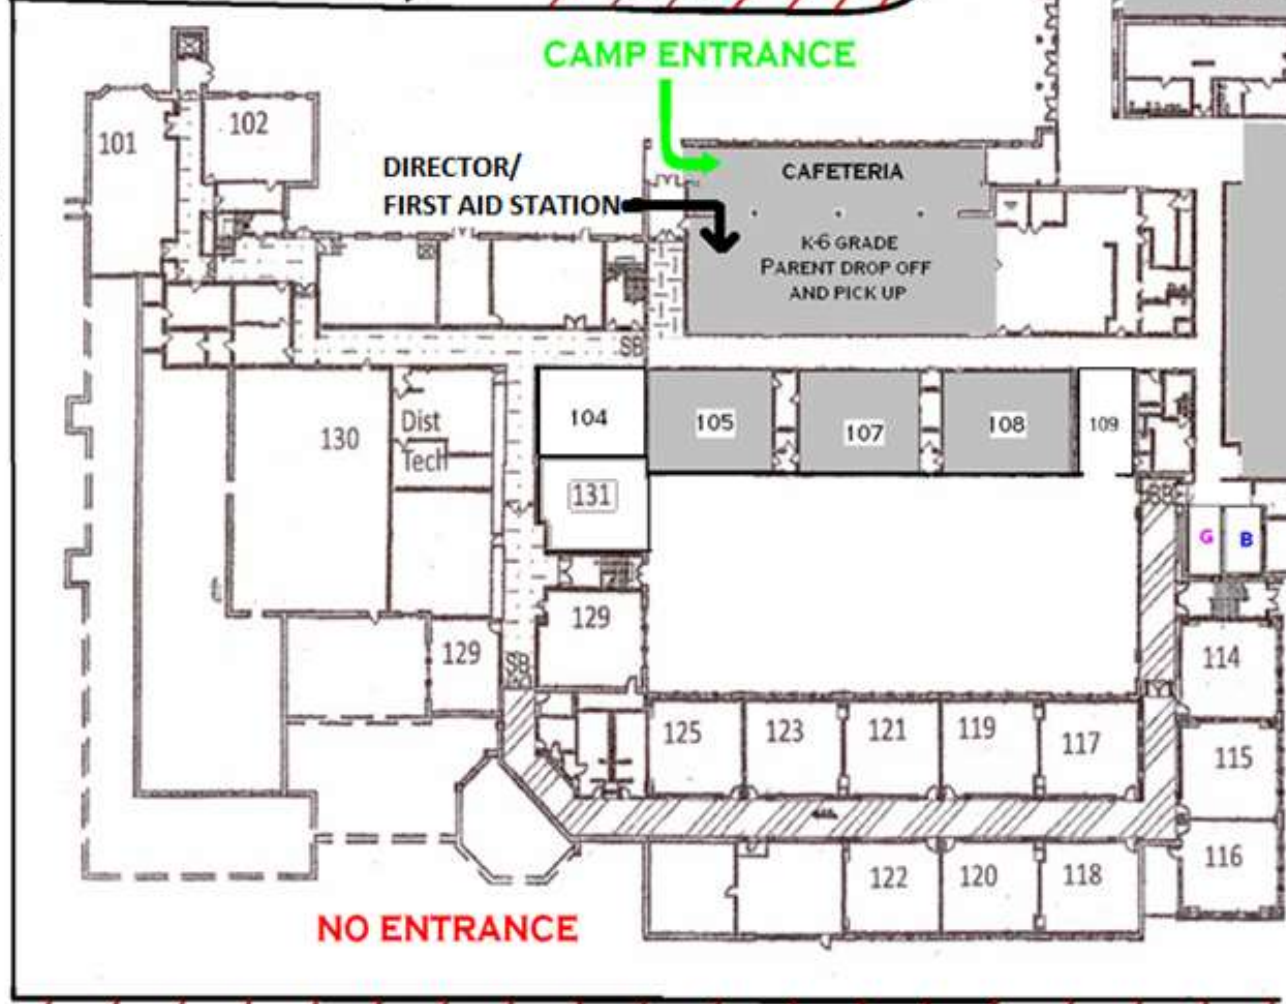 CAMP ENTRANCE
101
102
DIRECTOR/
FIRST AID STATION
CAFETERIA
K-6 GRADE
PARENT DROP OFF
AND PICK UP
SB
130
Dist
Tech
104
105
107
108
109
131
G
B
129
129
SB
114
125
123
121
119
117
115
122
120
118
116
NO ENTRANCE